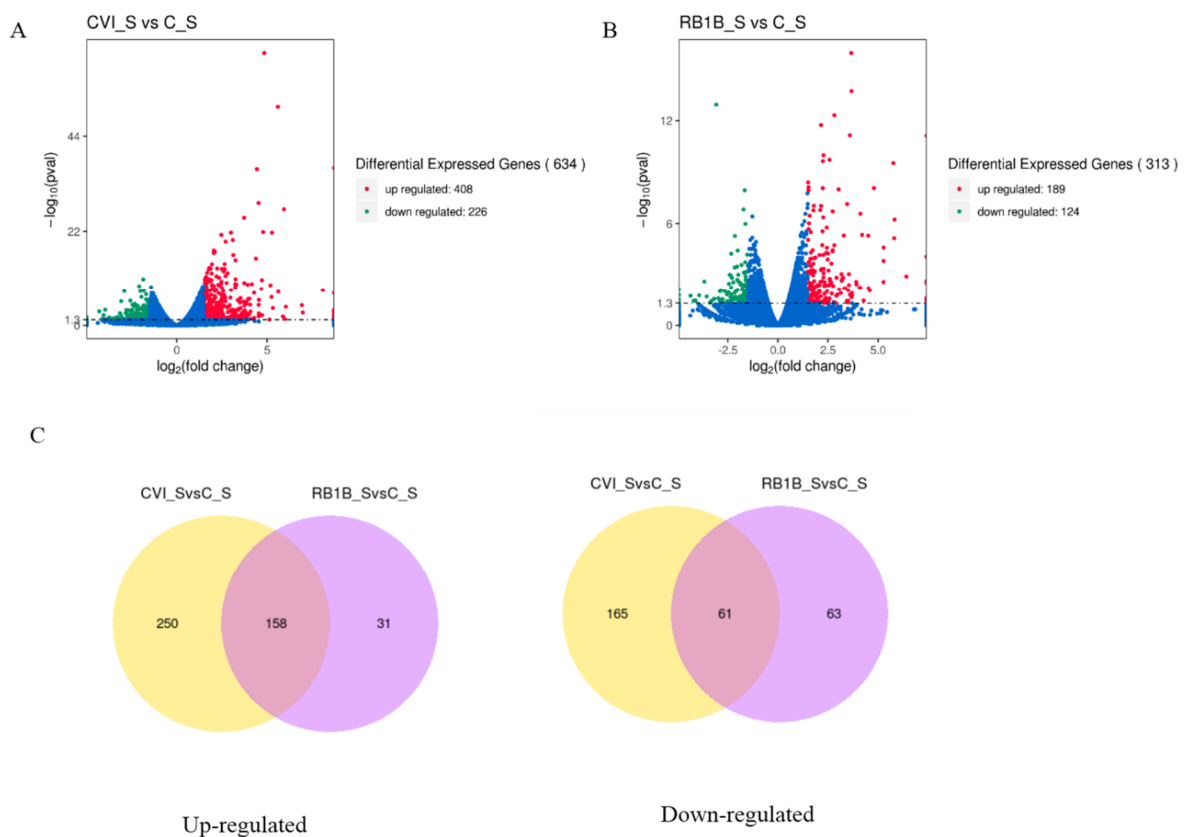 A
CVI_S vs C_S
44
22
1.3
0
−log10(pval)
0
5
log2(fold change)
Differential Expressed Genes ( 634 )
up regulated: 408
down regulated: 226
B
RB1B_S vs C_S
12
6
1.3
0
−log10(pval)
-2.5
0.0
2.5
5.0
log2(fold change)
Differential Expressed Genes ( 313 )
up regulated: 189
down regulated: 124
C
CVI_SvsC_S
RB1B_SvsC_S
250
158
31
Up-regulated
CVI_SvsC_S
RB1B_SvsC_S
165
61
63
Down-regulated